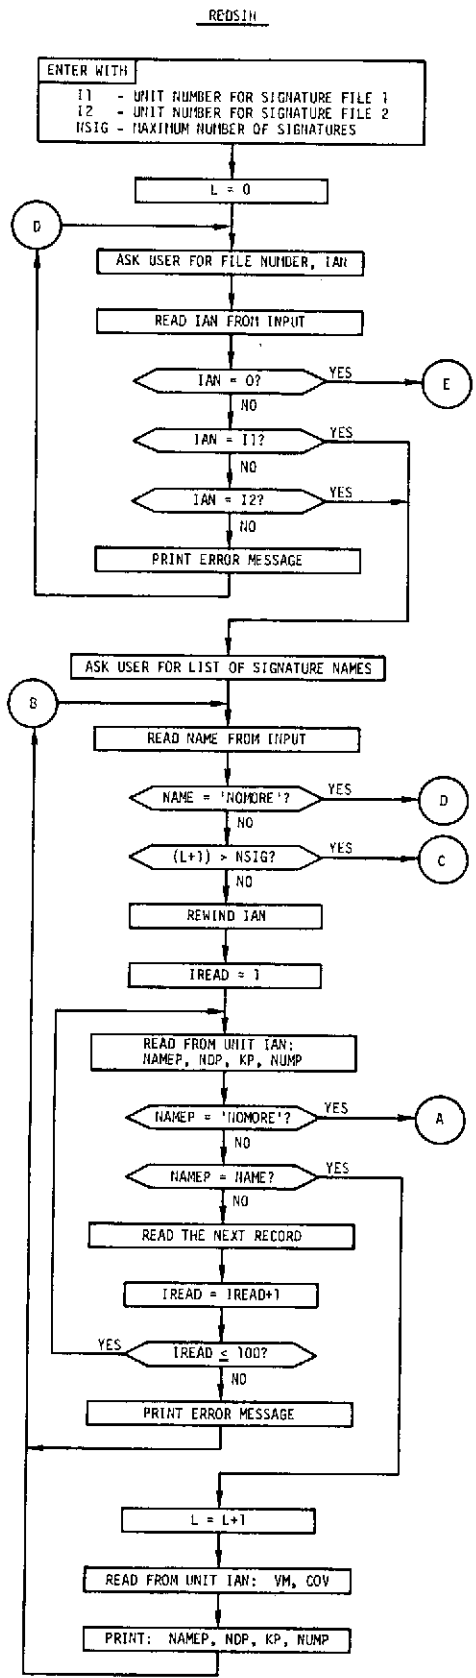 REDSIN
ENTER WITH
I1 - UNIT NUMBER FOR SIGNATURE FILE 1
I2 - UNIT NUMBER FOR SIGNATURE FILE 2
NSIG - MAXIMUM NUMBER OF SIGNATURES
L = 0
D
ASK USER FOR FILE NUMBER, IAN
READ IAN FROM INPUT
IAN = 0?
YES
E
NO
IAN = I1?
YES
NO
IAN = I2?
YES
NO
PRINT ERROR MESSAGE
ASK USER FOR LIST OF SIGNATURE NAMES
B
READ NAME FROM INPUT
NAME = 'NOMORE'?
YES
D
NO
(L+1) > NSIG?
YES
C
NO
REWIND IAN
IREAD = 1
READ FROM UNIT IAN:
NAMEP, NDP, KP, NUMP
NAMEP = 'NOMORE'?
YES
A
NO
NAMEP = NAME?
YES
NO
READ THE NEXT RECORD
IREAD = IREAD+1
YES
IREAD ≤ 100?
NO
PRINT ERROR MESSAGE
L = L+1
READ FROM UNIT IAN: VM, COV
PRINT: NAMEP, NDP, KP, NUMP